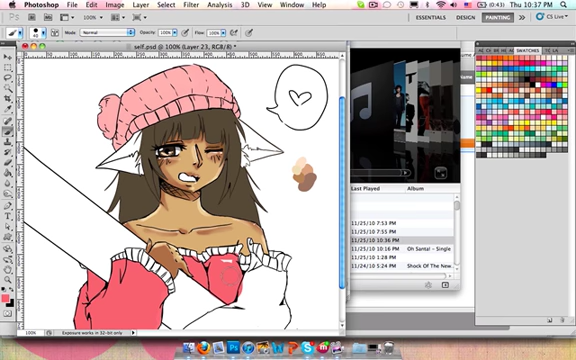 Photoshop File Edit Image Layer Select Filter Analysis 3D View Window Help (0:43) Thu 10:37 PM
100% ESSENTIALS DESIGN PAINTING CS Live
Mode: Normal Opacity: 100% Flow: 100%
self.psd @ 100% (Layer 23, RGB/8) *
SWATCHES
Last Played Album
11/25/10 7:53 PM
11/25/10 7:55 PM
11/25/10 10:36 PM
11/25/10 10:16 PM Oh Santa! - Single
11/25/10 1:28 PM
11/24/10 5:24 PM Shock Of The New
100% Exposure works in 32-bit only